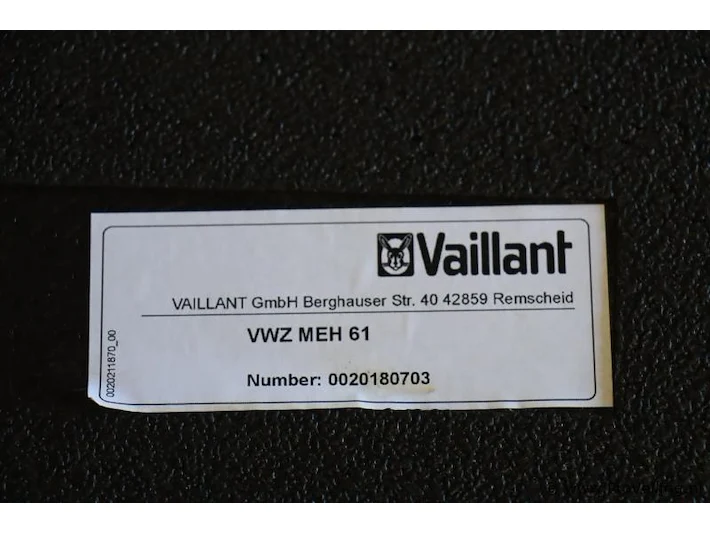 Vaillant
VAILLANT GmbH Berghauser Str. 40 42859 Remscheid
VWZ MEH 61
Number: 0020180703
0020211870_00